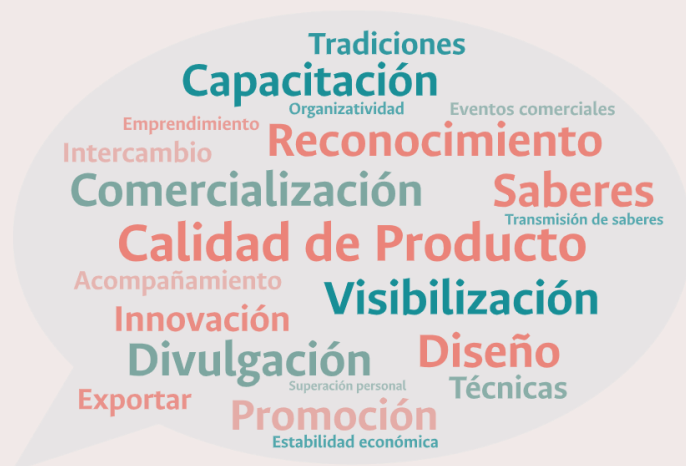 Tradiciones
Capacitación
Organizatividad
Eventos comerciales
Emprendimiento
Reconocimiento
Intercambio
Comercialización
Saberes
Transmisión de saberes
Calidad de Producto
Acompañamiento
Visibilización
Innovación
Divulgación
Diseño
Superación personal
Técnicas
Exportar
Promoción
Estabilidad económica